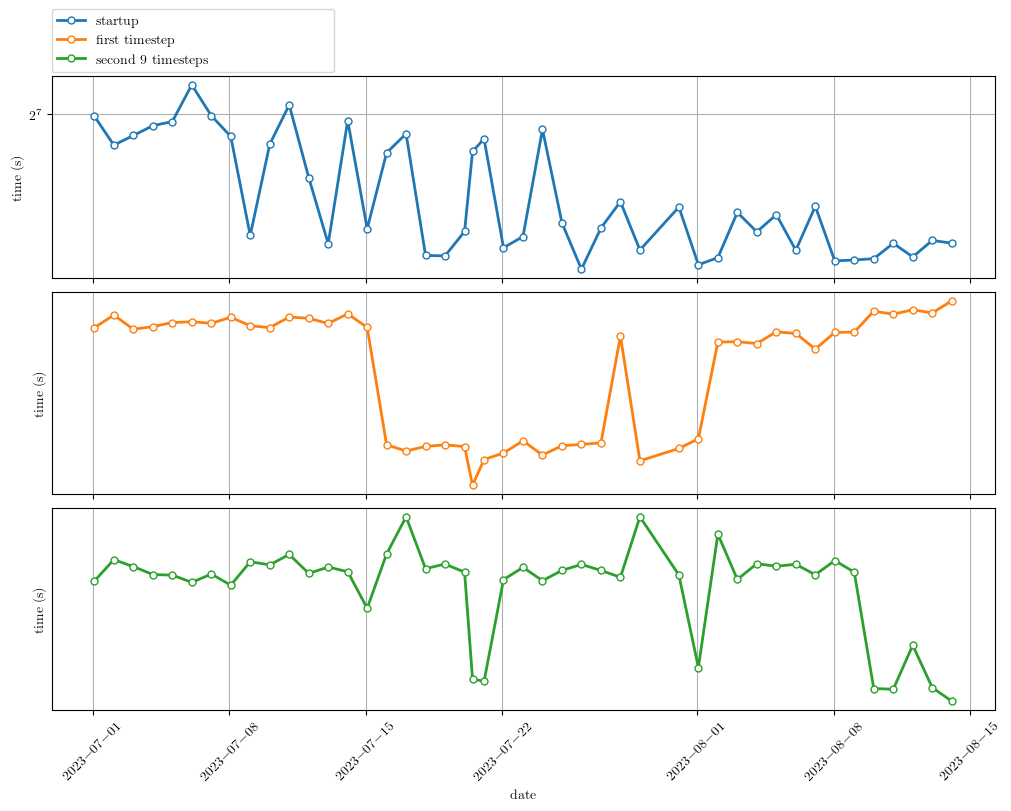 startup
first timestep
second 9 timesteps
2^7
time (s)
time (s)
time (s)
2023−07−01
2023−07−08
2023−07−15
2023−07−22
2023−08−01
2023−08−08
2023−08−15
date